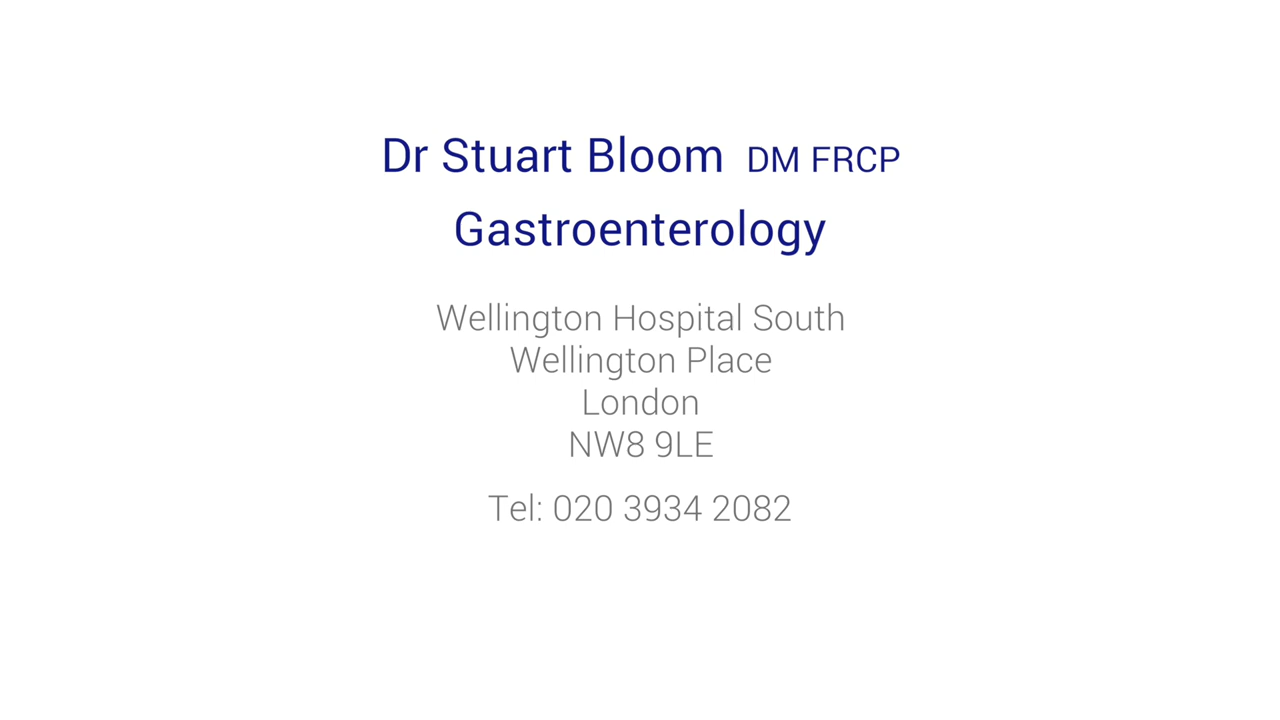 Dr Stuart Bloom DM FRCP
Gastroenterology
Wellington Hospital South
Wellington Place
London
NW8 9LE
Tel: 020 3934 2082